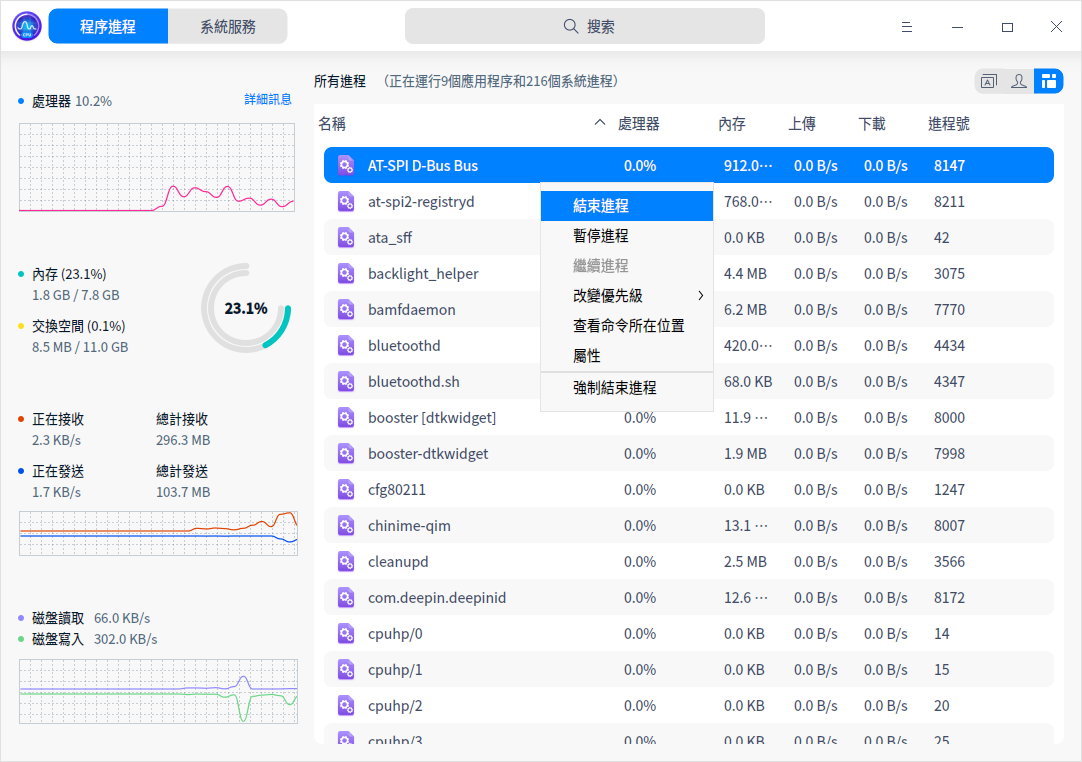 程序進程 系統服務 搜索
所有進程 （正在運行9個應用程序和216個系統進程）
處理器 10.2% 詳細訊息
內存 (23.1%)
1.8 GB / 7.8 GB
交換空間 (0.1%)
8.5 MB / 11.0 GB
23.1%
正在接收 總計接收
2.3 KB/s 296.3 MB
正在發送 總計發送
1.7 KB/s 103.7 MB
磁盤讀取 66.0 KB/s
磁盤寫入 302.0 KB/s
名稱 處理器 內存 上傳 下載 進程號
AT-SPI D-Bus Bus 0.0% 912.0⋯ 0.0 B/s 0.0 B/s 8147
at-spi2-registryd 768.0⋯ 0.0 B/s 0.0 B/s 8211
ata_sff 0.0 KB 0.0 B/s 0.0 B/s 42
backlight_helper 4.4 MB 0.0 B/s 0.0 B/s 3075
bamfdaemon 6.2 MB 0.0 B/s 0.0 B/s 7770
bluetoothd 420.0⋯ 0.0 B/s 0.0 B/s 4434
bluetoothd.sh 68.0 KB 0.0 B/s 0.0 B/s 4347
booster [dtkwidget] 0.0% 11.9 ⋯ 0.0 B/s 0.0 B/s 8000
booster-dtkwidget 0.0% 1.9 MB 0.0 B/s 0.0 B/s 7998
cfg80211 0.0% 0.0 KB 0.0 B/s 0.0 B/s 1247
chinime-qim 0.0% 13.1 ⋯ 0.0 B/s 0.0 B/s 8007
cleanupd 0.0% 2.5 MB 0.0 B/s 0.0 B/s 3566
com.deepin.deepinid 0.0% 12.6 ⋯ 0.0 B/s 0.0 B/s 8172
cpuhp/0 0.0% 0.0 KB 0.0 B/s 0.0 B/s 14
cpuhp/1 0.0% 0.0 KB 0.0 B/s 0.0 B/s 15
cpuhp/2 0.0% 0.0 KB 0.0 B/s 0.0 B/s 20
cpuhp/3 0.0% 0.0 KB 0.0 B/s 0.0 B/s 25
結束進程
暫停進程
繼續進程
改變優先級
查看命令所在位置
屬性
強制結束進程